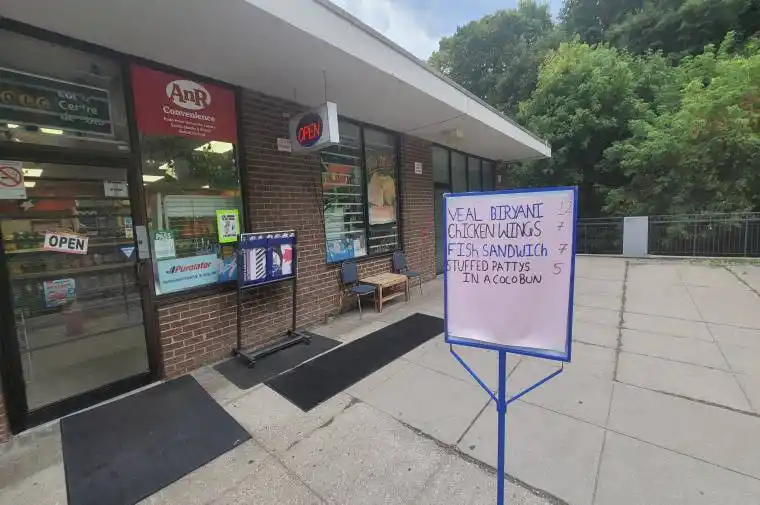 AnR
Convenience
OPEN
OPEN
Purolator
VEAL BIRYANI 12
CHICKEN WINGS 7
FISH SANDWICH 7
STUFFED PATTYS 5
IN A COCO BUN